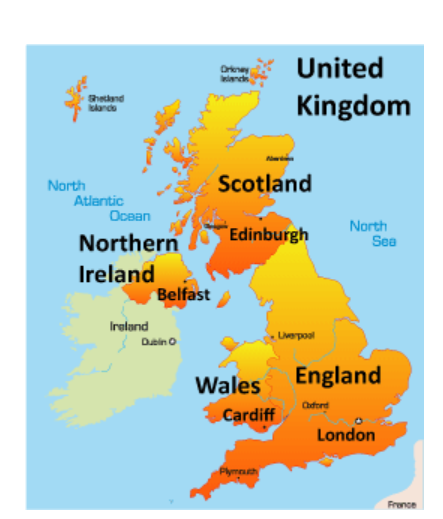 Orkney
Islands
United
Kingdom
Shetland
Islands
Aberdeen
Scotland
North
Atlantic
Ocean
Glasgow
Edinburgh
North
Sea
Northern
Ireland
Belfast
Ireland
Dublin
Liverpool
Wales
England
Cardiff
Oxford
London
Plymouth
France